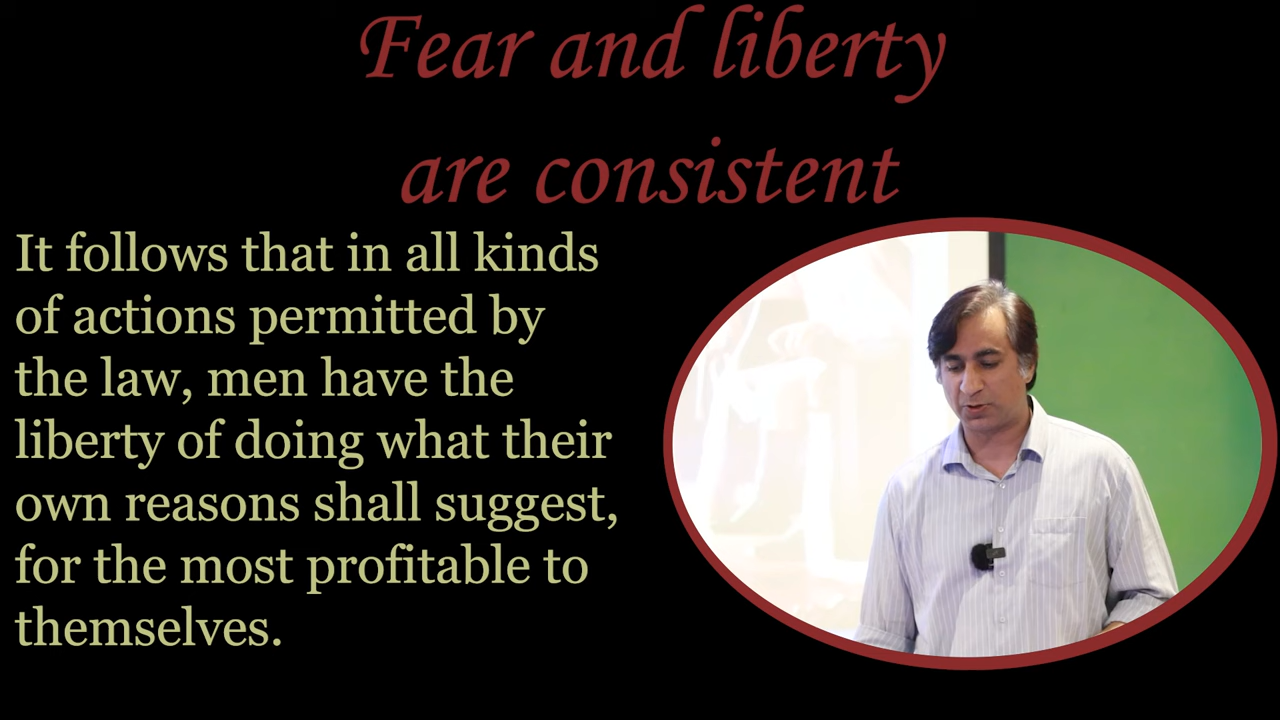 Fear and liberty
are consistent
It follows that in all kinds
of actions permitted by
the law, men have the
liberty of doing what their
own reasons shall suggest,
for the most profitable to
themselves.